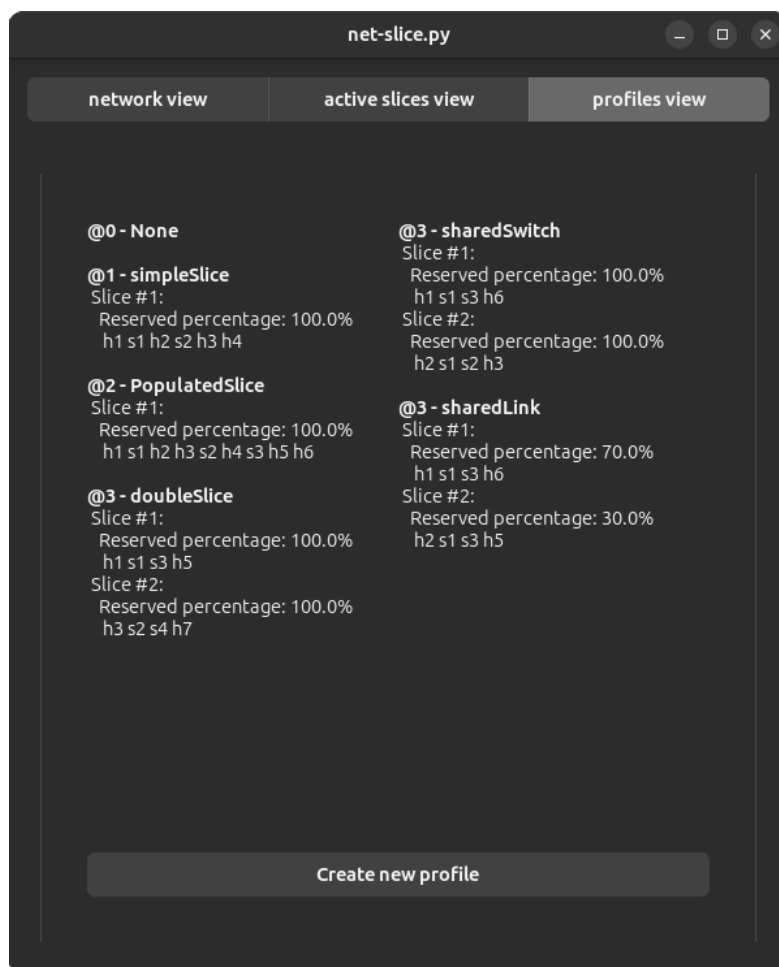 net-slice.py
network view
active slices view
profiles view
@0 - None
@1 - simpleSlice
Slice #1:
Reserved percentage: 100.0%
h1 s1 h2 s2 h3 h4
@2 - PopulatedSlice
Slice #1:
Reserved percentage: 100.0%
h1 s1 h2 h3 s2 h4 s3 h5 h6
@3 - doubleSlice
Slice #1:
Reserved percentage: 100.0%
h1 s1 s3 h5
Slice #2:
Reserved percentage: 100.0%
h3 s2 s4 h7
@3 - sharedSwitch
Slice #1:
Reserved percentage: 100.0%
h1 s1 s3 h6
Slice #2:
Reserved percentage: 100.0%
h2 s1 s2 h3
@3 - sharedLink
Slice #1:
Reserved percentage: 70.0%
h1 s1 s3 h6
Slice #2:
Reserved percentage: 30.0%
h2 s1 s3 h5
Create new profile